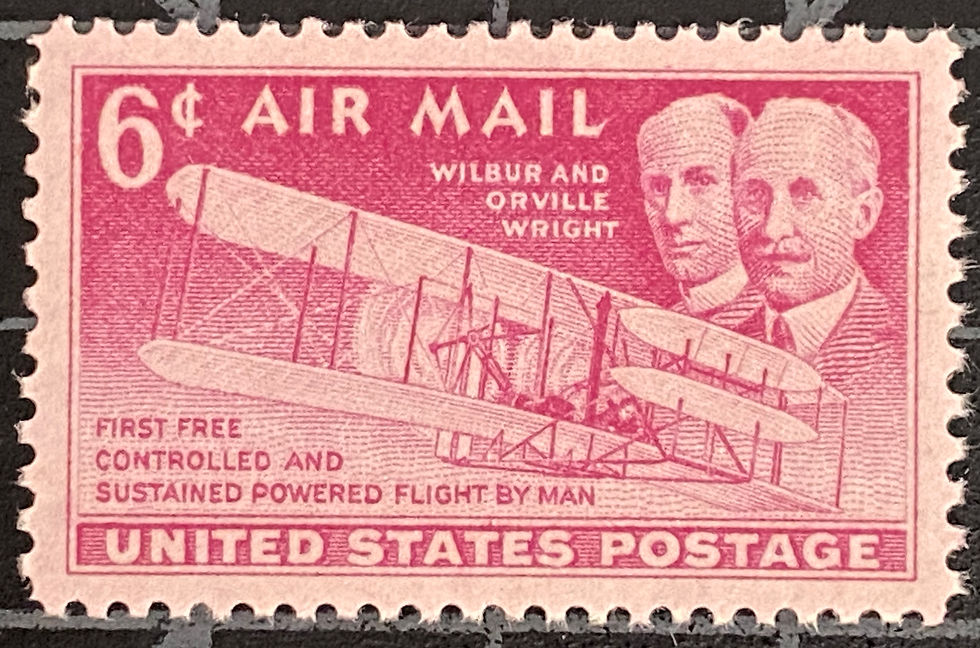 6¢ AIR MAIL
WILBUR AND
ORVILLE
WRIGHT
FIRST FREE
CONTROLLED AND
SUSTAINED POWERED FLIGHT BY MAN
UNITED STATES POSTAGE